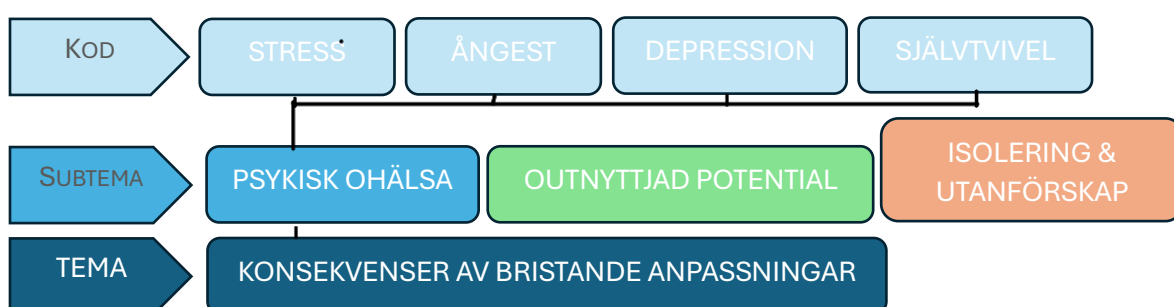 KOD
STRESS
ÅNGEST
DEPRESSION
SJÄLVTVIVEL
SUBTEMA
PSYKISK OHÄLSA
OUTNYTTJAD POTENTIAL
ISOLERING &
UTANFÖRSKAP
TEMA
KONSEKVENSER AV BRISTANDE ANPASSNINGAR